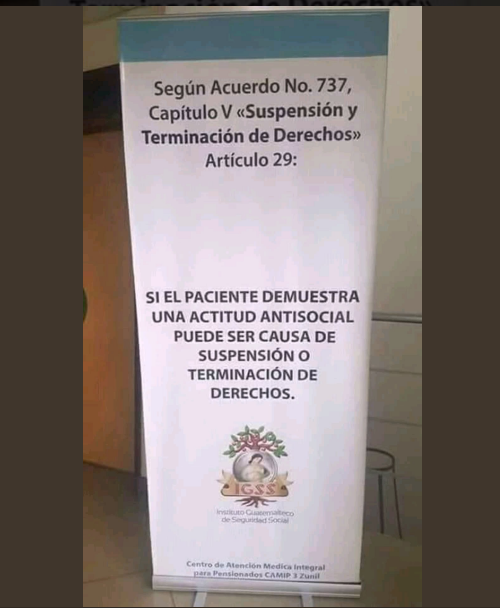 Según Acuerdo No. 737,
Capítulo V «Suspensión y
Terminación de Derechos»
Artículo 29:
SI EL PACIENTE DEMUESTRA
UNA ACTITUD ANTISOCIAL
PUEDE SER CAUSA DE
SUSPENSIÓN O
TERMINACIÓN DE
DERECHOS.
IGSS
Instituto Guatemalteco
de Seguridad Social
Centro de Atención Medica Integral
para Pensionados CAMIP 3 Zunil